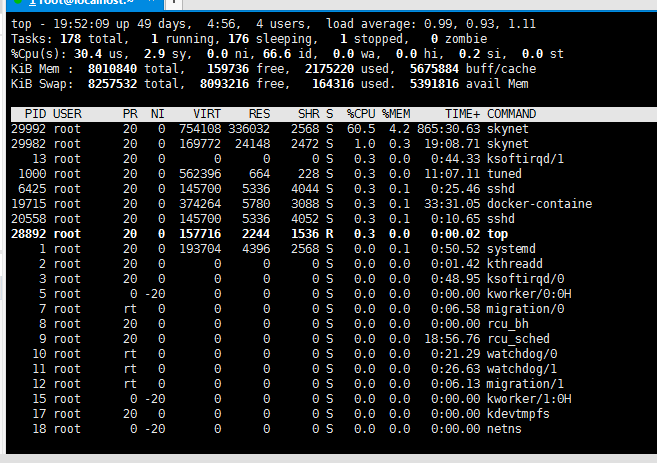 1 root@localhost:~
top - 19:52:09 up 49 days,  4:56,  4 users,  load average: 0.99, 0.93, 1.11
Tasks: 178 total,   1 running, 176 sleeping,   1 stopped,   0 zombie
%Cpu(s): 30.4 us,  2.9 sy,  0.0 ni, 66.6 id,  0.0 wa,  0.0 hi,  0.2 si,  0.0 st
KiB Mem :  8010840 total,   159736 free,  2175220 used,  5675884 buff/cache
KiB Swap:  8257532 total,  8093216 free,   164316 used.  5391816 avail Mem
PID USER      PR  NI    VIRT    RES    SHR S  %CPU %MEM     TIME+ COMMAND
29992 root      20   0  754108 336032   2568 S  60.5  4.2 865:30.63 skynet
29982 root      20   0  169772  24148   2472 S   1.0  0.3  19:08.71 skynet
13 root      20   0       0      0      0 S   0.3  0.0   0:44.33 ksoftirqd/1
1000 root      20   0  562396    664    228 S   0.3  0.0  11:07.11 tuned
6425 root      20   0  145700   5336   4044 S   0.3  0.1   0:25.46 sshd
19715 root      20   0  374264   5780   3088 S   0.3  0.1  33:31.05 docker-containe
20558 root      20   0  145700   5336   4052 S   0.3  0.1   0:10.65 sshd
28892 root      20   0  157716   2244   1536 R   0.3  0.0   0:00.02 top
1 root      20   0  193704   4396   2568 S   0.0  0.1   0:50.52 systemd
2 root      20   0       0      0      0 S   0.0  0.0   0:01.42 kthreadd
3 root      20   0       0      0      0 S   0.0  0.0   0:48.95 ksoftirqd/0
5 root       0 -20       0      0      0 S   0.0  0.0   0:00.00 kworker/0:0H
7 root      rt   0       0      0      0 S   0.0  0.0   0:06.58 migration/0
8 root      20   0       0      0      0 S   0.0  0.0   0:00.00 rcu_bh
9 root      20   0       0      0      0 S   0.0  0.0  18:56.76 rcu_sched
10 root      rt   0       0      0      0 S   0.0  0.0   0:21.29 watchdog/0
11 root      rt   0       0      0      0 S   0.0  0.0   0:26.63 watchdog/1
12 root      rt   0       0      0      0 S   0.0  0.0   0:06.13 migration/1
15 root       0 -20       0      0      0 S   0.0  0.0   0:00.00 kworker/1:0H
17 root      20   0       0      0      0 S   0.0  0.0   0:00.00 kdevtmpfs
18 root       0 -20       0      0      0 S   0.0  0.0   0:00.00 netns